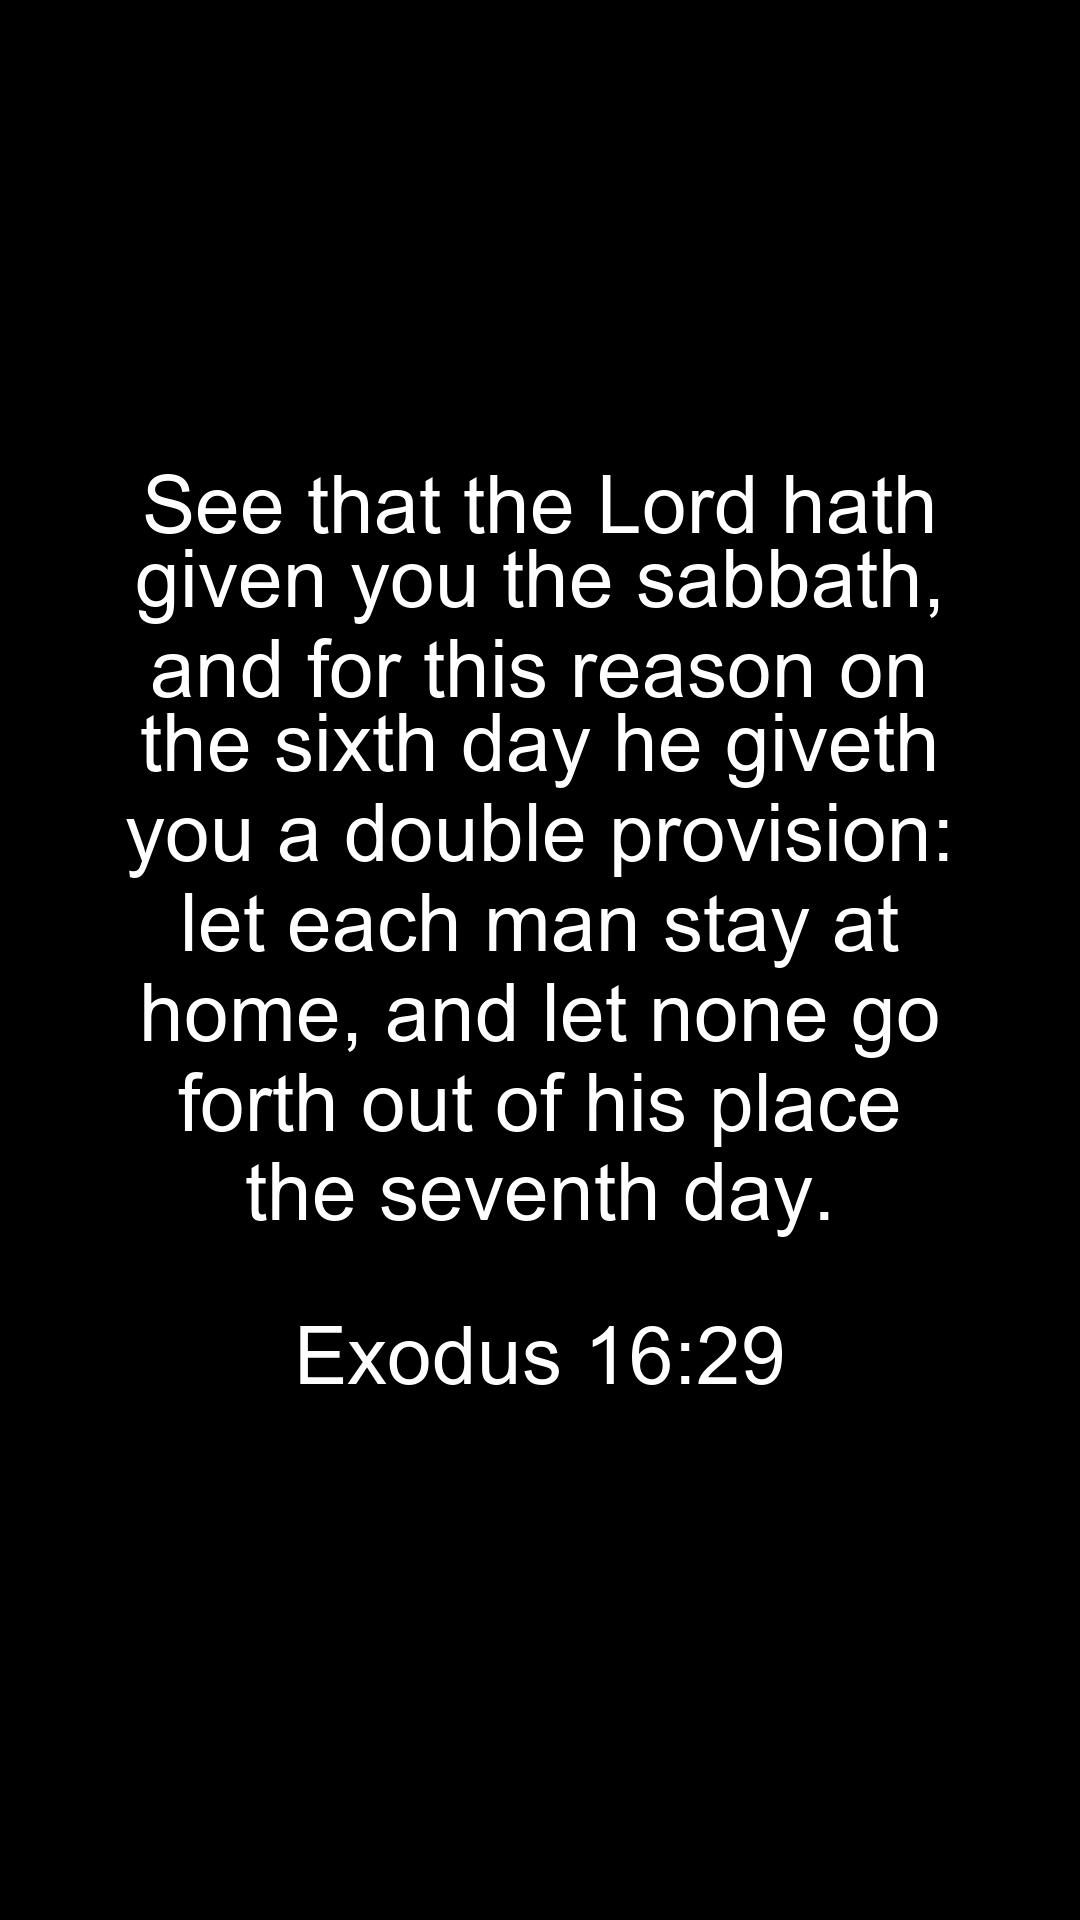 See that the Lord hath
given you the sabbath,
and for this reason on
the sixth day he giveth
you a double provision:
let each man stay at
home, and let none go
forth out of his place
the seventh day.
Exodus 16:29